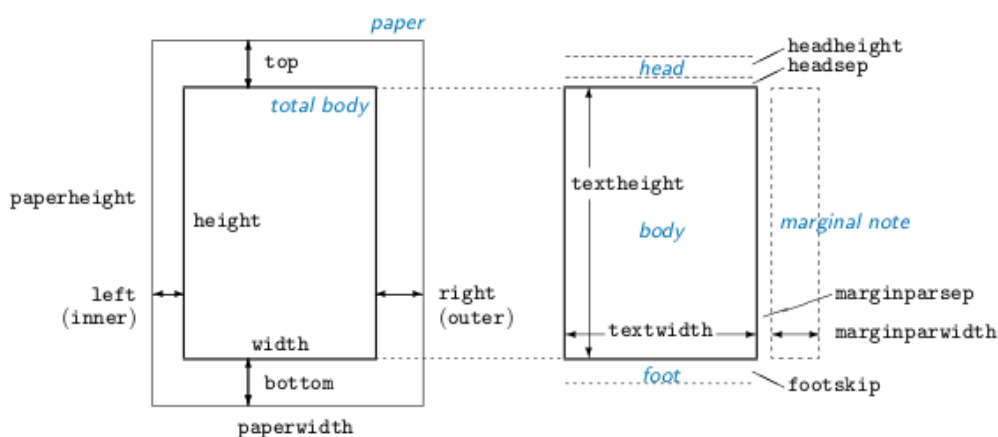 paper
top
total body
paperheight
height
left
(inner)
right
(outer)
width
bottom
paperwidth
headheight
head
headsep
textheight
body
marginal note
marginparsep
textwidth
marginparwidth
foot
footskip